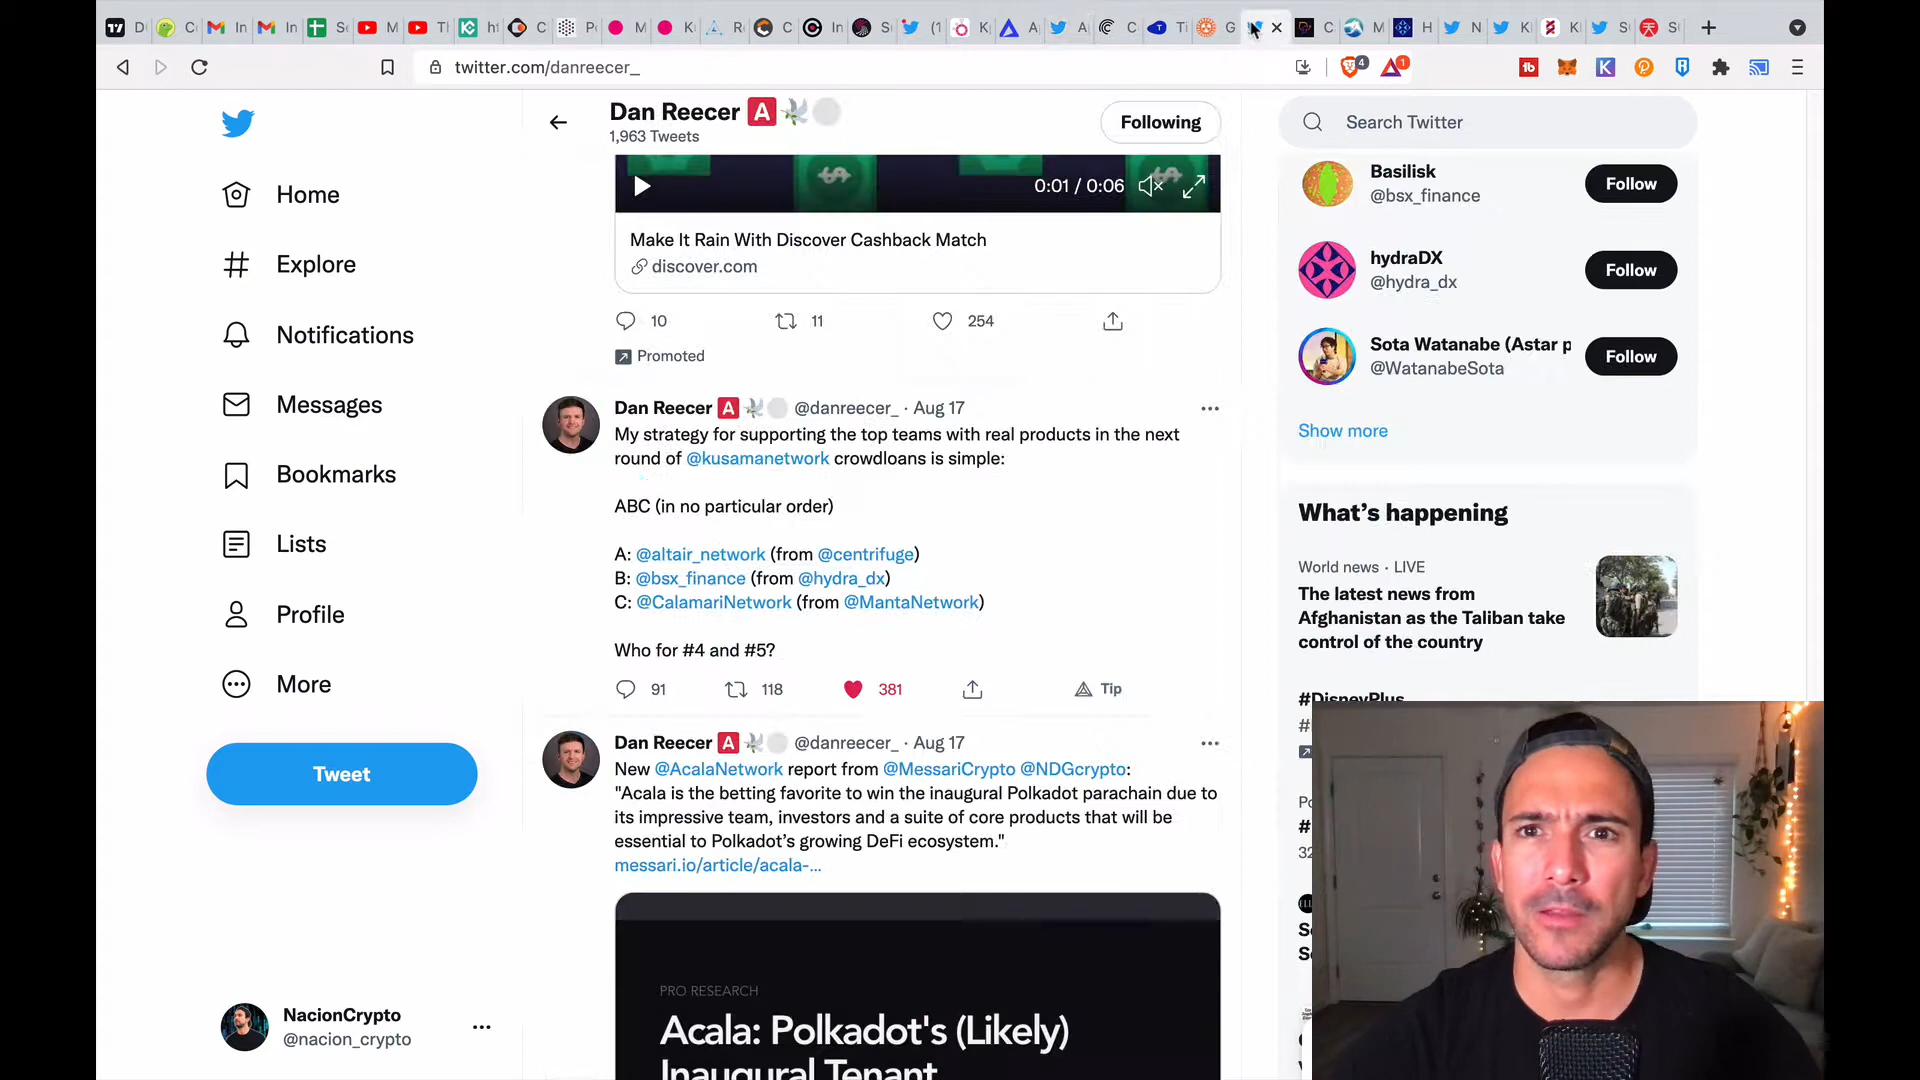 twitter.com/danreecer_
4
1
Dan Reecer A
1,963 Tweets
Following
Search Twitter
Home
Explore
Notifications
Messages
Bookmarks
Lists
Profile
More
Tweet
NacionCrypto
@nacion_crypto
0:01 / 0:06
Make It Rain With Discover Cashback Match
discover.com
10 11 254
Promoted
Dan Reecer A @danreecer_ · Aug 17
My strategy for supporting the top teams with real products in the next
round of @kusamanetwork crowdloans is simple:
ABC (in no particular order)
A: @altair_network (from @centrifuge)
B: @bsx_finance (from @hydra_dx)
C: @CalamariNetwork (from @MantaNetwork)
Who for #4 and #5?
91 118 381 Tip
Dan Reecer A @danreecer_ · Aug 17
New @AcalaNetwork report from @MessariCrypto @NDGcrypto:
"Acala is the betting favorite to win the inaugural Polkadot parachain due to
its impressive team, investors and a suite of core products that will be
essential to Polkadot’s growing DeFi ecosystem."
messari.io/article/acala-...
PRO RESEARCH
Acala: Polkadot's (Likely)
Inaugural Tenant
Basilisk
@bsx_finance
Follow
hydraDX
@hydra_dx
Follow
Sota Watanabe (Astar p
@WatanabeSota
Follow
Show more
What’s happening
World news · LIVE
The latest news from
Afghanistan as the Taliban take
control of the country
#DisneyPlus